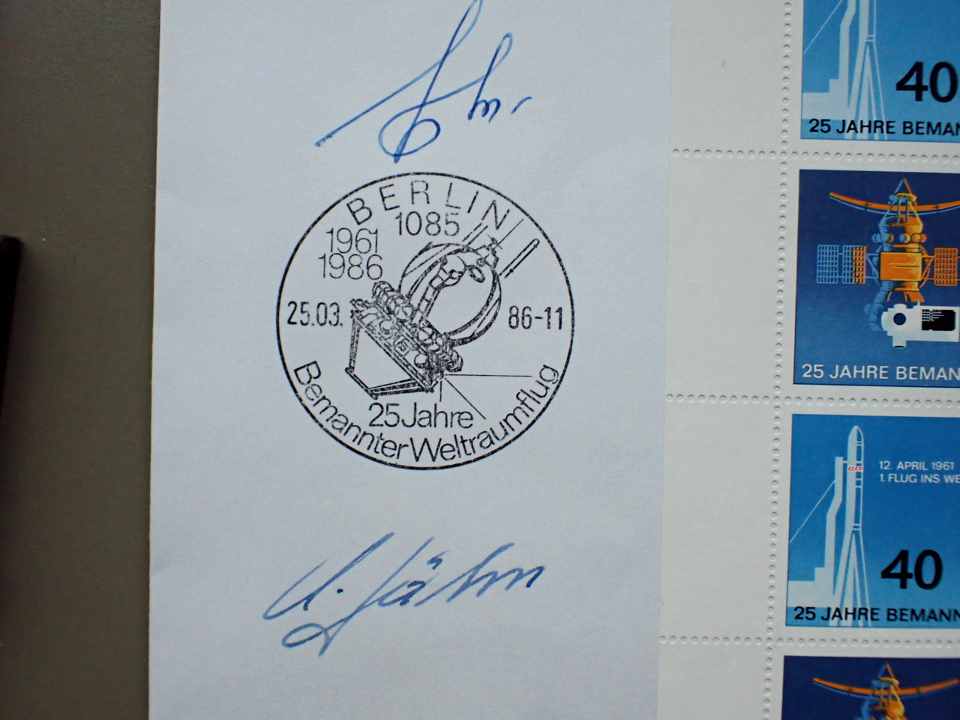 BERLIN
1085
1961
1986
25.03. 86-11
25 Jahre
Bemannter Weltraumflug
S. Jähn
40
25 JAHRE BEMAN
25 JAHRE BEMAN
12. APRIL 1961
1. FLUG INS WE
40
25 JAHRE BEMANN